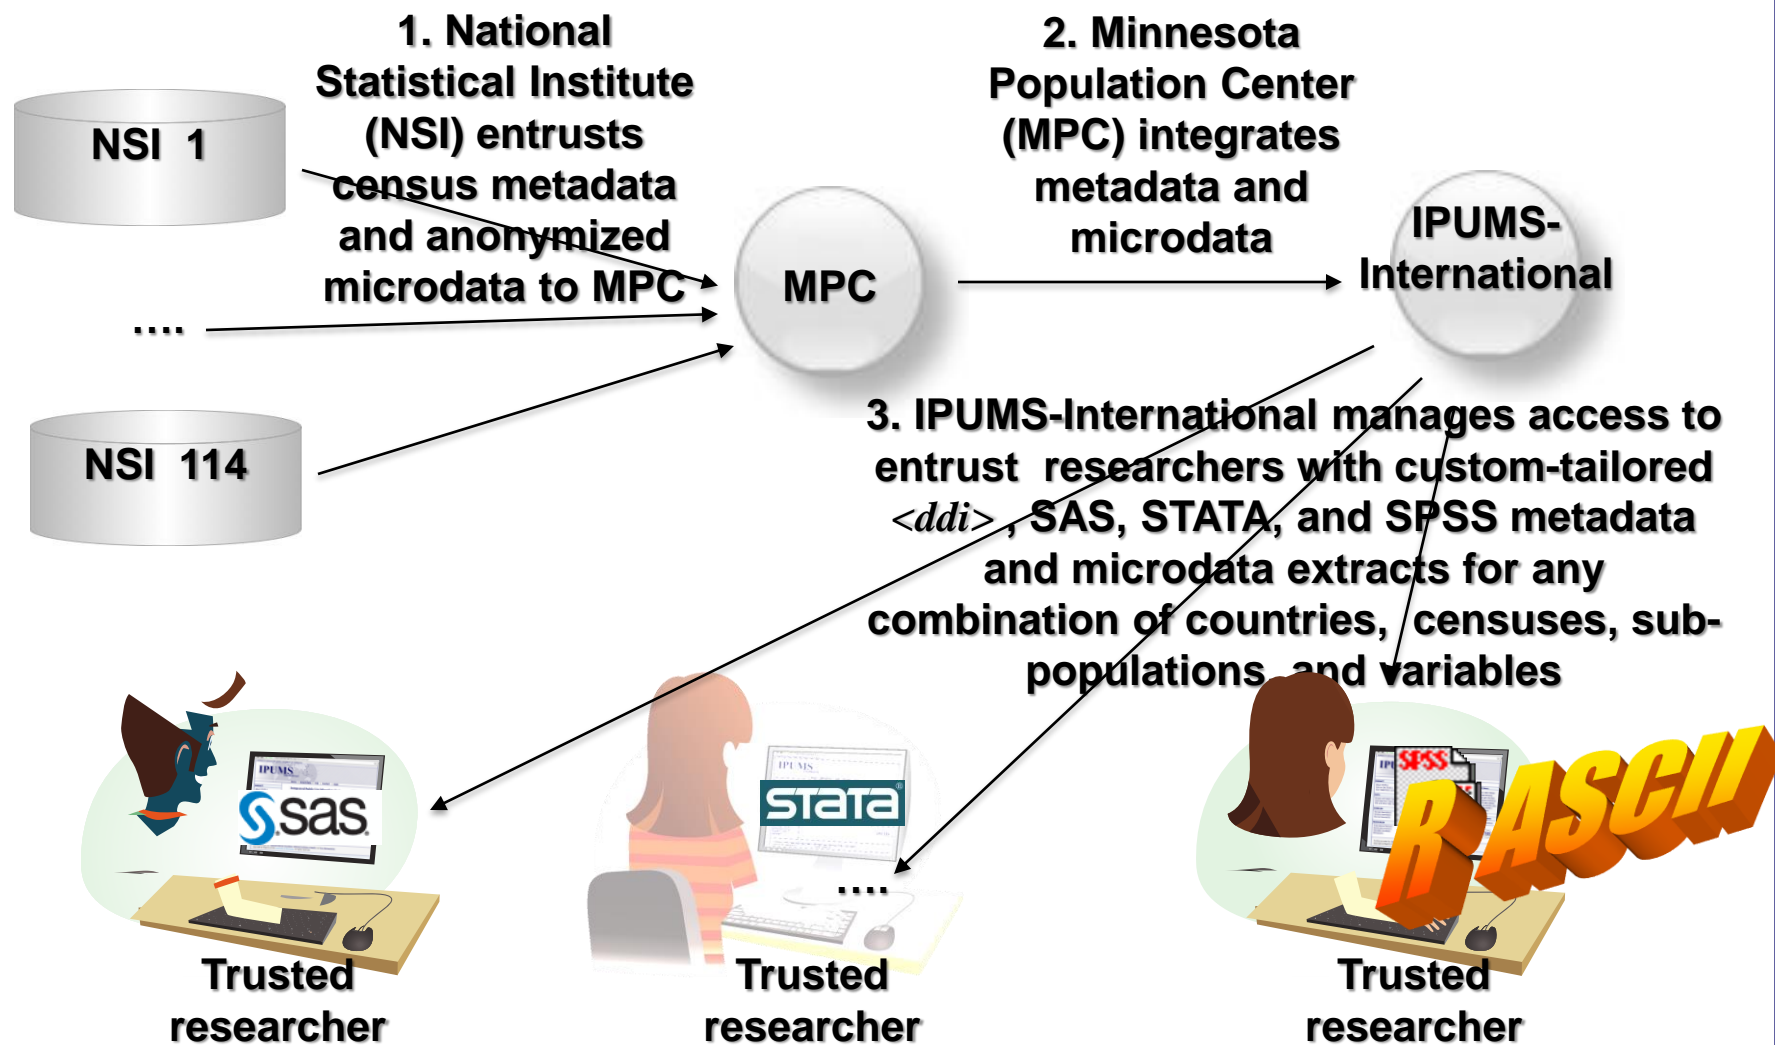 1. National
Statistical Institute
(NSI) entrusts
census metadata
and anonymized
microdata to MPC
2. Minnesota
Population Center
(MPC) integrates
metadata and
microdata
NSI 1
....
NSI 114
MPC
IPUMS-
International
3. IPUMS-International manages access to
entrust researchers with custom-tailored
<ddi> , SAS, STATA, and SPSS metadata
and microdata extracts for any
combination of countries, censuses, sub-
populations, and variables
IPUMS
sas
IPUMS
stata
....
IPU
SPSS
R ASCII
Trusted
researcher
Trusted
researcher
Trusted
researcher